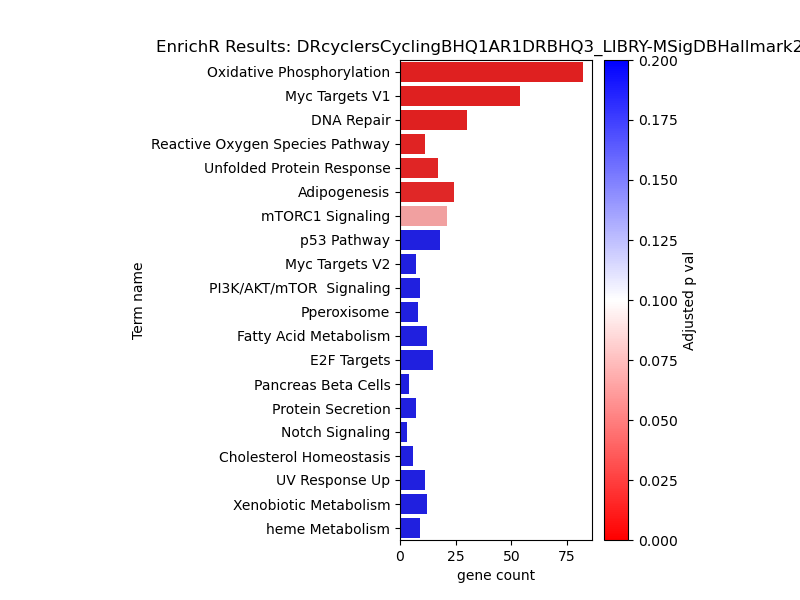 EnrichR Results: DRcyclersCyclingBHQ1AR1DRBHQ3_LIBRY-MSigDBHallmark2
Term name
Oxidative Phosphorylation
Myc Targets V1
DNA Repair
Reactive Oxygen Species Pathway
Unfolded Protein Response
Adipogenesis
mTORC1 Signaling
p53 Pathway
Myc Targets V2
PI3K/AKT/mTOR  Signaling
Pperoxisome
Fatty Acid Metabolism
E2F Targets
Pancreas Beta Cells
Protein Secretion
Notch Signaling
Cholesterol Homeostasis
UV Response Up
Xenobiotic Metabolism
heme Metabolism
0 25 50 75
gene count
0.200
0.175
0.150
0.125
0.100
0.075
0.050
0.025
0.000
Adjusted p val